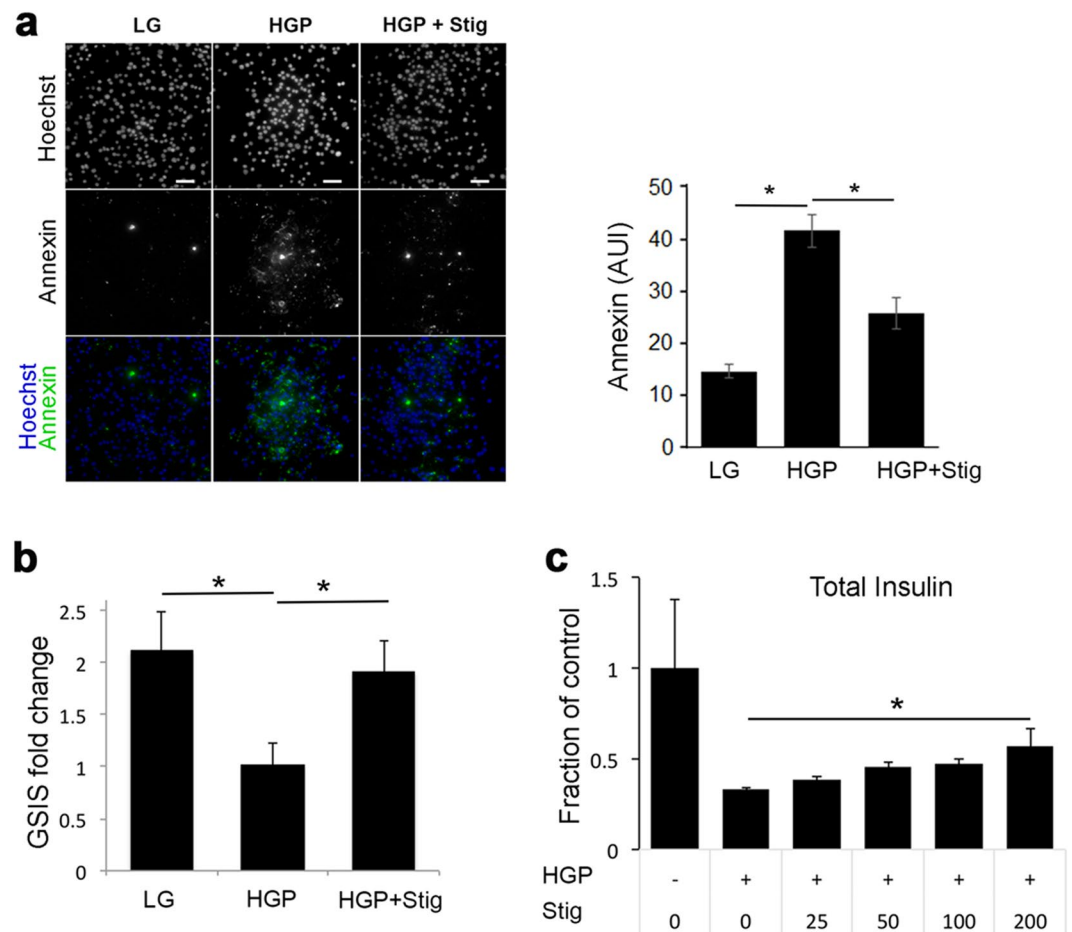 a
LG HGP HGP + Stig
Hoechst
Annexin
Hoechst
Annexin
Annexin (AUI)
50
40
30
20
10
0
* *
LG HGP HGP+Stig
b
GSIS fold change
2.5
2
1.5
1
0.5
0
* *
LG HGP HGP+Stig
c
Total Insulin
Fraction of control
1.5
1
0.5
0
*
HGP - + + + + +
Stig 0 0 25 50 100 200